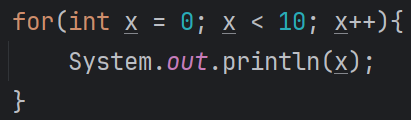 for(int x = 0; x < 10; x++){
    System.out.println(x);
}